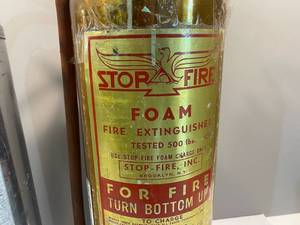 STOP FIRE
FOAM
FIRE EXTINGUISHER
TESTED 500 lbs.
USE STOP FIRE FOAM CHARGE ONLY
STOP-FIRE, INC.
BROOKLYN, N.Y.
FOR FIRE
TURN BOTTOM UP
TO CHARGE